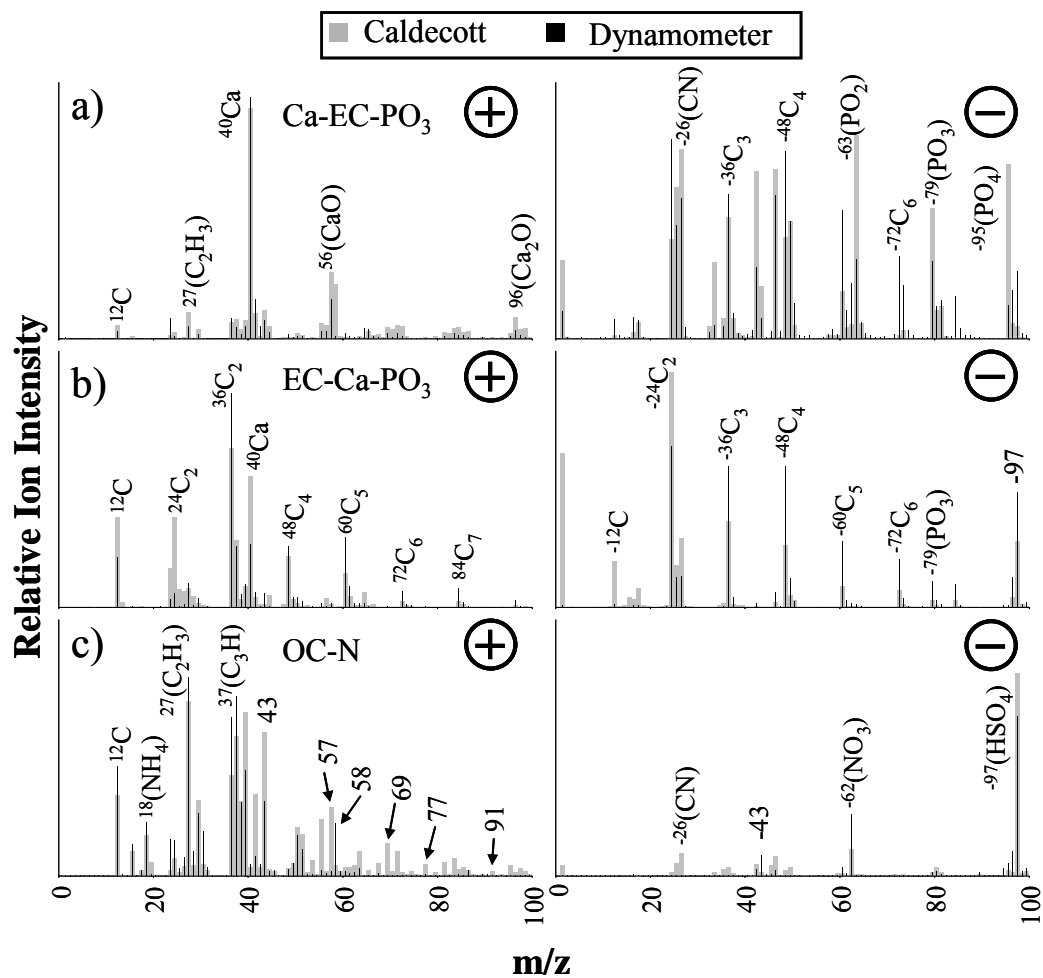 Caldecott Dynamometer
a) Ca-EC-PO₃ + −
¹²C ²⁷(C₂H₃) ⁴⁰Ca ⁵⁶(CaO) ⁹⁶(Ca₂O)
⁻²⁶(CN) ⁻³⁶C₃ ⁻⁴⁸C₄ ⁻⁶³(PO₂) ⁻⁷²C₆ ⁻⁷⁹(PO₃) ⁻⁹⁵(PO₄)
b) EC-Ca-PO₃ + −
¹²C ²⁴C₂ ³⁶C₂ ⁴⁰Ca ⁴⁸C₄ ⁶⁰C₅ ⁷²C₆ ⁸⁴C₇
⁻¹²C ⁻²⁴C₂ ⁻³⁶C₃ ⁻⁴⁸C₄ ⁻⁶⁰C₅ ⁻⁷²C₆ ⁻⁷⁹(PO₃) -97
c) OC-N + −
¹²C ¹⁸(NH₄) ²⁷(C₂H₃) ³⁷(C₃H) 43 57 58 69 77 91
⁻²⁶(CN) -43 ⁻⁶²(NO₃) ⁻⁹⁷(HSO₄)
Relative Ion Intensity
0 20 40 60 80 0 20 40 60 80 100
m/z